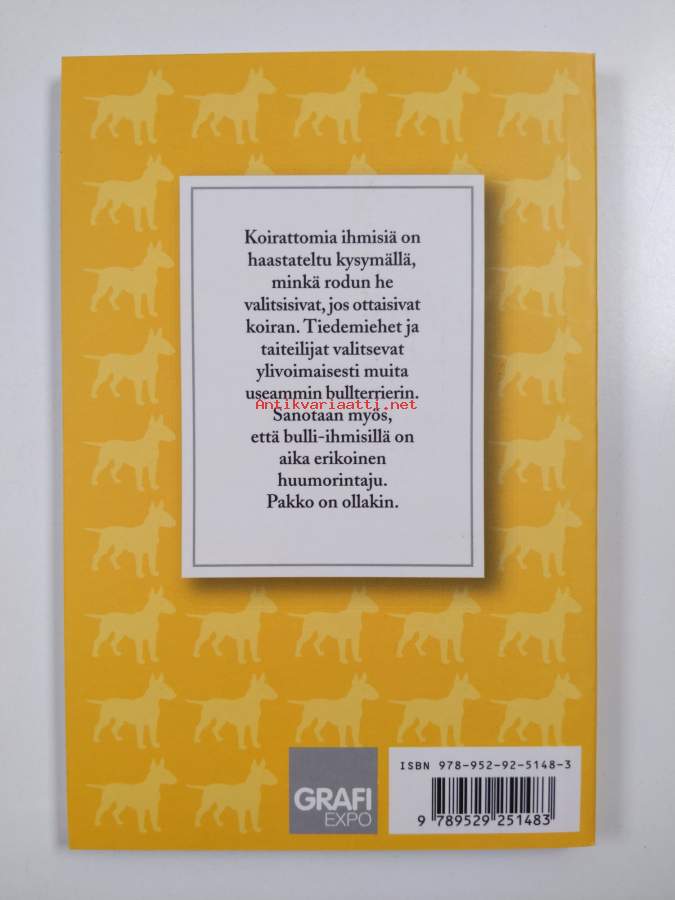 Koirattomia ihmisiä on
haastateltu kysymällä,
minkä rodun he
valitsisivat, jos ottaisivat
koiran. Tiedemiehet ja
taiteilijat valitsevat
ylivoimaisesti muita
useammin bullterrierin.
Antikvariaatti.net
Sanotaan myös,
että bulli-ihmisillä on
aika erikoinen
huumorintaju.
Pakko on ollakin.
GRAFI
EXPO
ISBN 978-952-92-5148-3
9 789529 251483